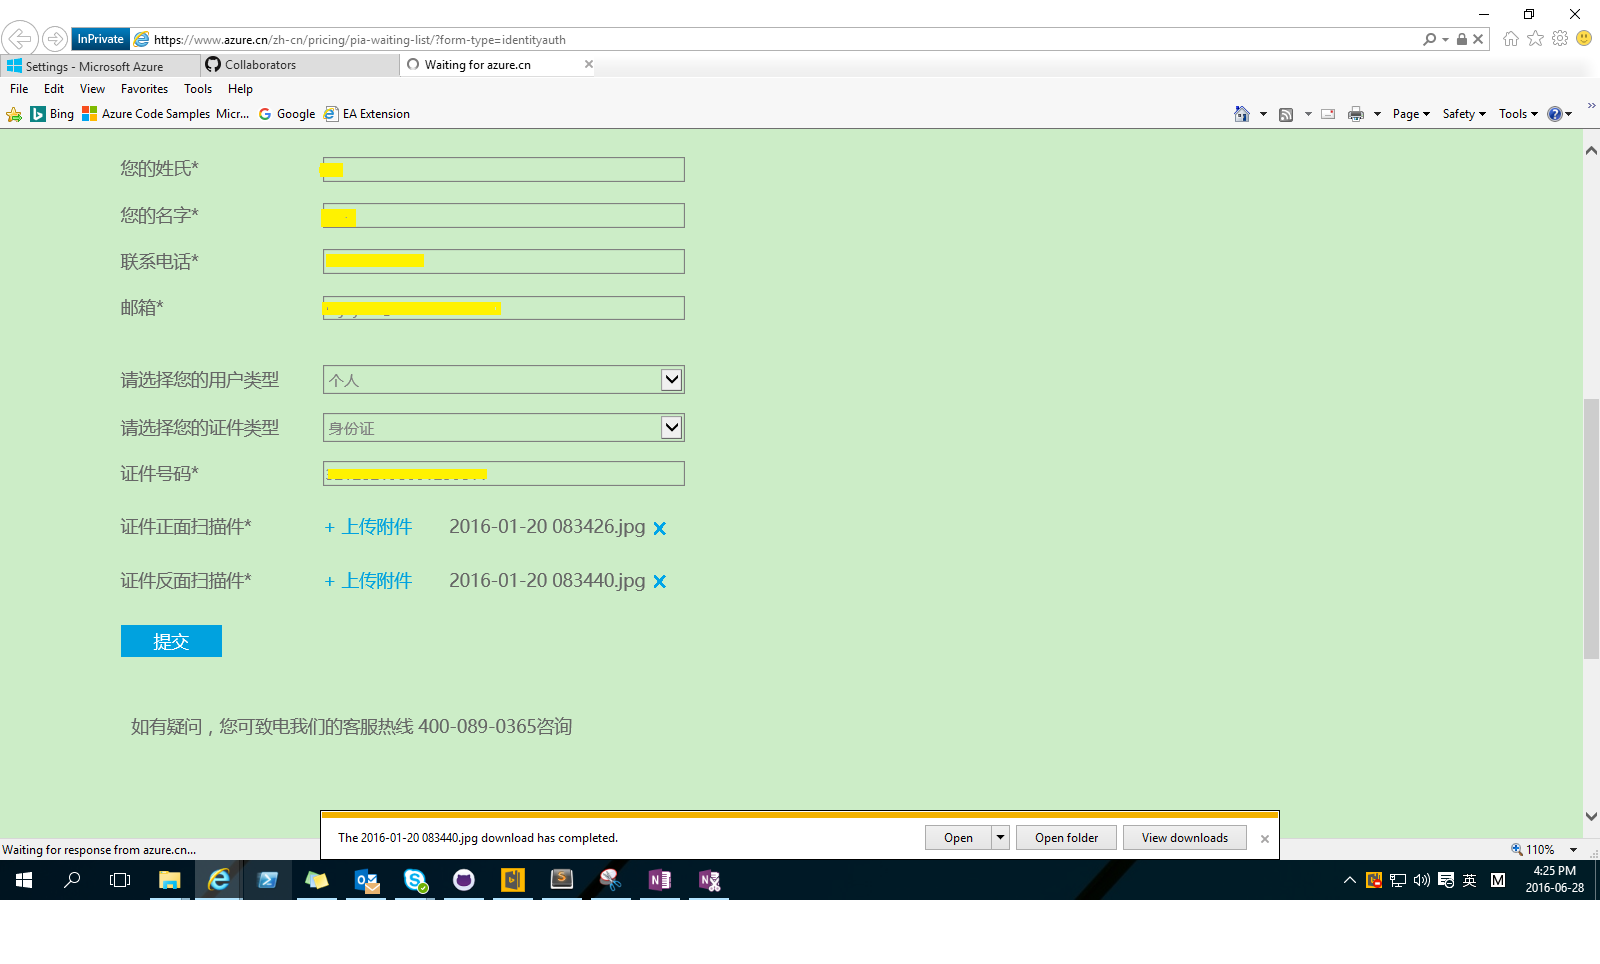 InPrivate https://www.azure.cn/zh-cn/pricing/pia-waiting-list/?form-type=identityauth
Settings - Microsoft Azure Collaborators Waiting for azure.cn
File Edit View Favorites Tools Help
Bing Azure Code Samples Micr... Google EA Extension Page Safety Tools
您的姓氏*
您的名字*
联系电话*
邮箱*
请选择您的用户类型 个人
请选择您的证件类型 身份证
证件号码*
证件正面扫描件* + 上传附件 2016-01-20 083426.jpg
证件反面扫描件* + 上传附件 2016-01-20 083440.jpg
提交
如有疑问，您可致电我们的客服热线 400-089-0365咨询
The 2016-01-20 083440.jpg download has completed. Open Open folder View downloads
Waiting for response from azure.cn... 110%
英 M 4:25 PM
2016-06-28